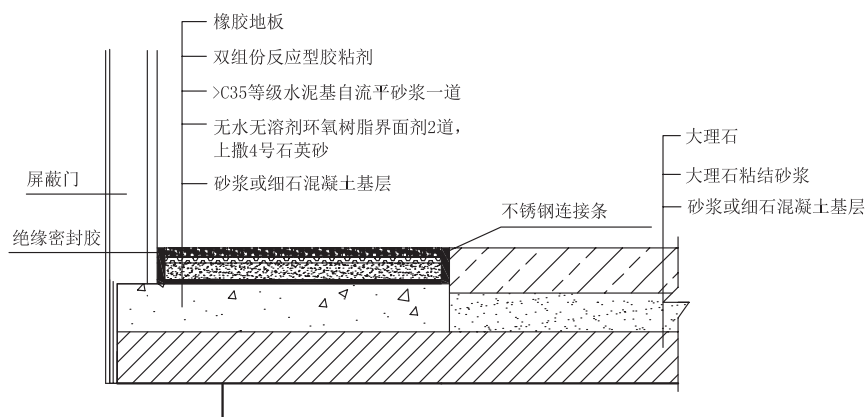 橡胶地板
双组份反应型胶粘剂
>C35等级水泥基自流平砂浆一道
无水无溶剂环氧树脂界面剂2道，
上撒4号石英砂
砂浆或细石混凝土基层
大理石
大理石粘结砂浆
砂浆或细石混凝土基层
屏蔽门
不锈钢连接条
绝缘密封胶